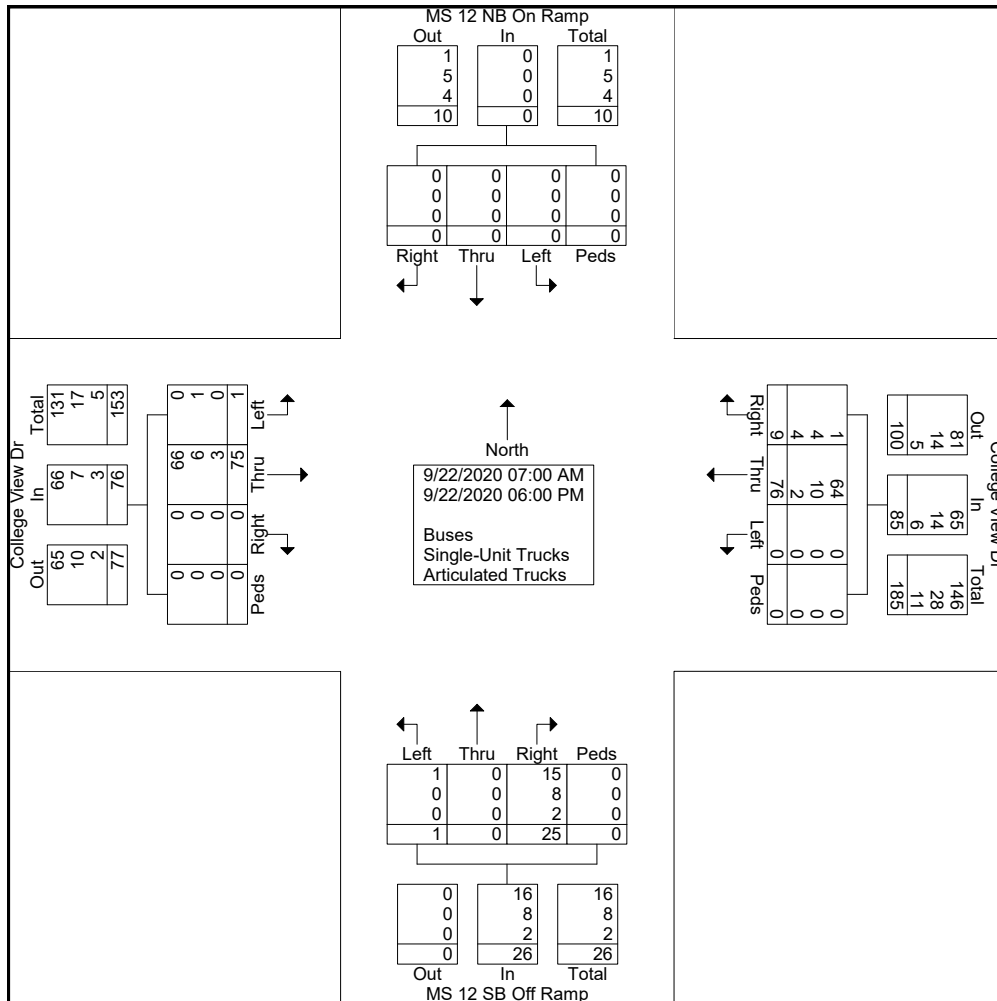 MS 12 NB On Ramp
Out In Total
1 0 1
5 0 5
4 0 4
10 0 10
0 0 0 0
0 0 0 0
0 0 0 0
0 0 0 0
Right Thru Left Peds
College View Dr
Total
131 17 5 153
In
66 7 3 76
Out
65 10 2 77
0 1 0 1
Left
66 6 3 75
Thru
0 0 0 0
Right
0 0 0 0
Peds
North
9/22/2020 07:00 AM
9/22/2020 06:00 PM
Buses
Single-Unit Trucks
Articulated Trucks
Right
1 4 4 9
Thru
64 10 2 76
Left
0 0 0 0
Peds
0 0 0 0
Out
81 14 5 100
In
65 14 6 85
Total
146 28 11 185
College View Dr
Left Thru Right Peds
1 0 15 0
0 0 8 0
0 0 2 0
1 0 25 0
0 16 16
0 8 8
0 2 2
0 26 26
Out In Total
MS 12 SB Off Ramp